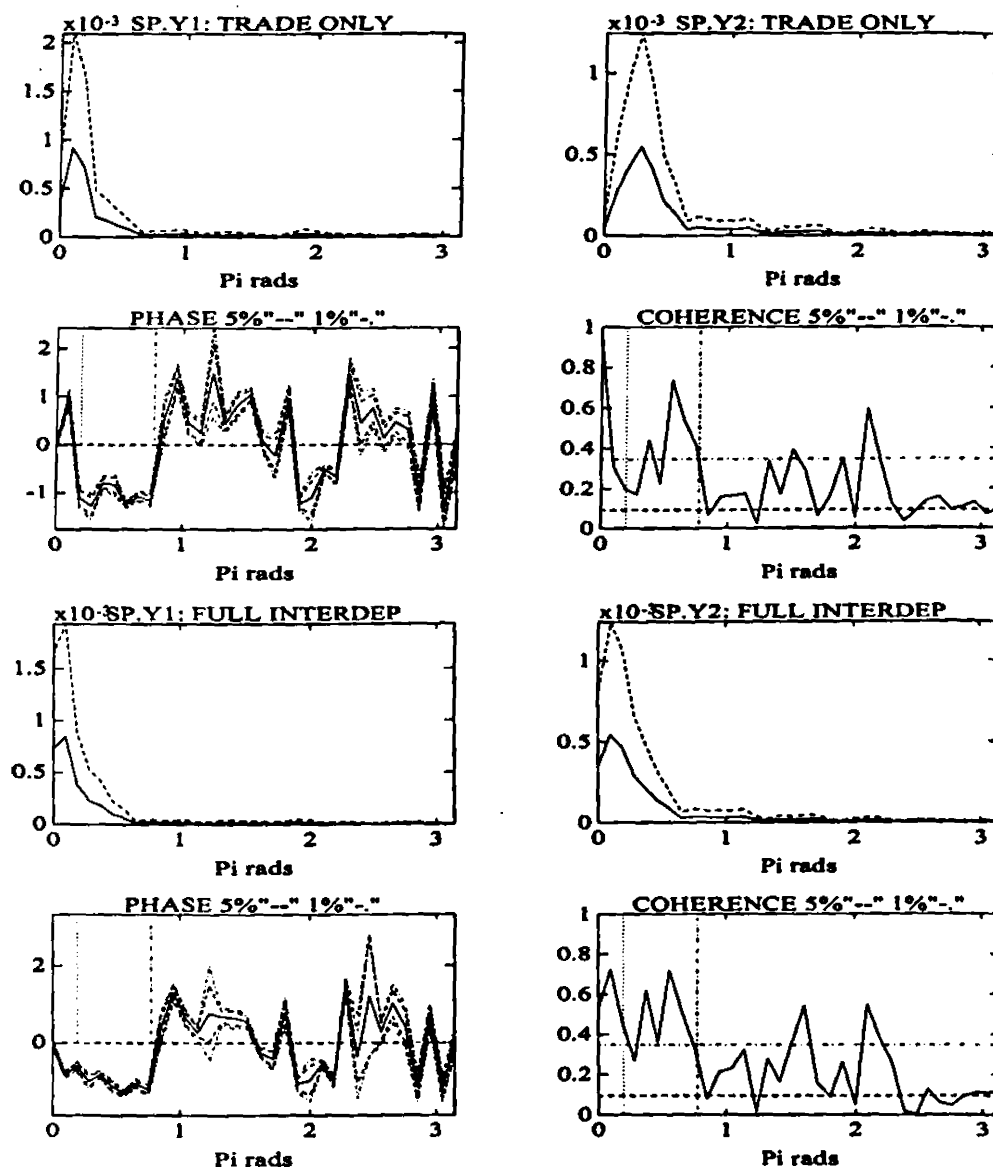 x10-3 SP.Y1: TRADE ONLY
2
1.5
1
0.5
0
0 1 2 3
Pi rads
x10-3 SP.Y2: TRADE ONLY
1
0.5
0
0 1 2 3
Pi rads
PHASE 5%"--" 1%"-."
2
1
0
-1
0 1 2 3
Pi rads
COHERENCE 5%"--" 1%"-."
1
0.8
0.6
0.4
0.2
0
0 1 2 3
Pi rads
x10-3SP.Y1: FULL INTERDEP
1.5
1
0.5
0
0 1 2 3
Pi rads
x10-3SP.Y2: FULL INTERDEP
1
0.5
0
0 1 2 3
Pi rads
PHASE 5%"--" 1%"-."
2
0
0 1 2 3
Pi rads
COHERENCE 5%"--" 1%"-."
1
0.8
0.6
0.4
0.2
0
0 1 2 3
Pi rads